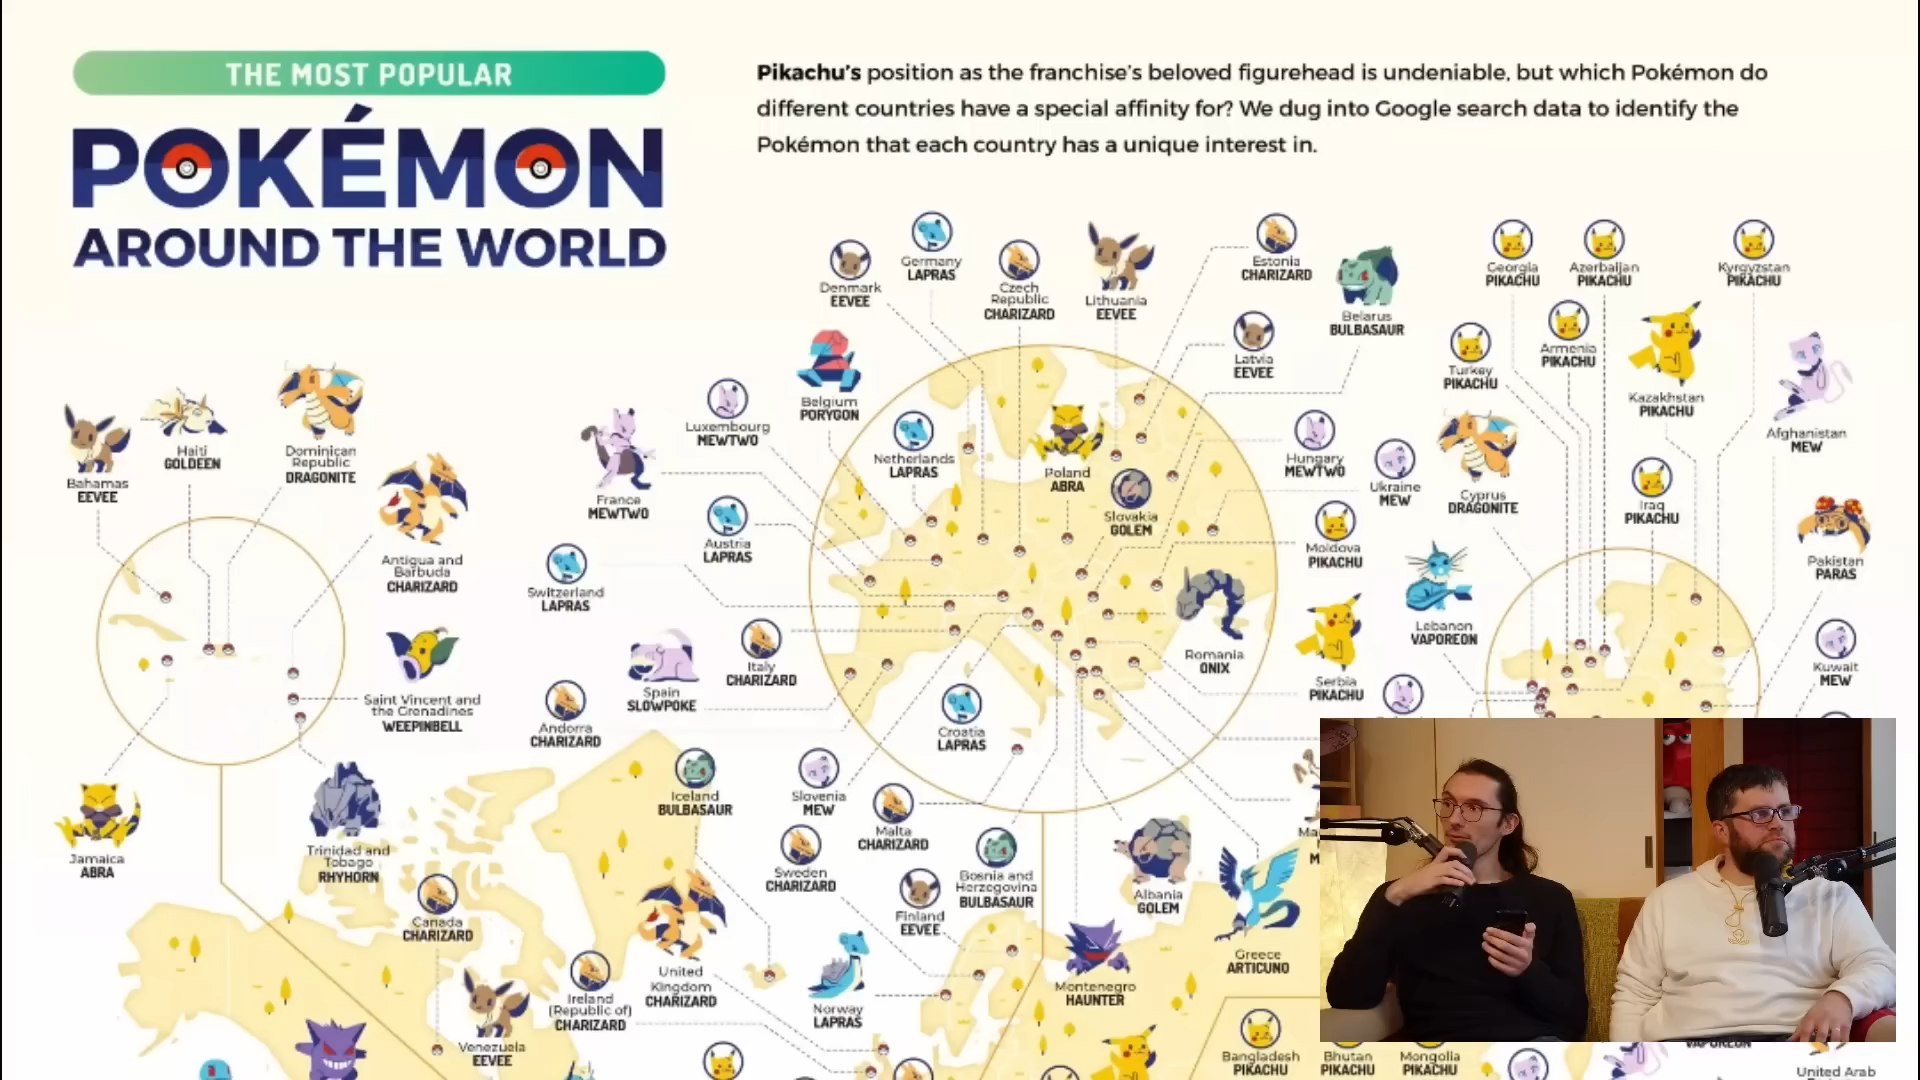 THE MOST POPULAR
POKÉMON
AROUND THE WORLD
Pikachu's position as the franchise's beloved figurehead is undeniable, but which Pokémon do
different countries have a special affinity for? We dug into Google search data to identify the
Pokémon that each country has a unique interest in.
Denmark
EEVEE
Germany
LAPRAS
Czech
Republic
CHARIZARD
Lithuania
EEVEE
Estonia
CHARIZARD
Belarus
BULBASAUR
Georgia
PIKACHU
Azerbaijan
PIKACHU
Kyrgyzstan
PIKACHU
Latvia
EEVEE
Turkey
PIKACHU
Armenia
PIKACHU
Kazakhstan
PIKACHU
Afghanistan
MEW
Bahamas
EEVEE
Haiti
GOLDEEN
Dominican
Republic
DRAGONITE
Antigua and
Barbuda
CHARIZARD
France
MEWTWO
Luxembourg
MEWTWO
Belgium
PORYGON
Netherlands
LAPRAS
Poland
ABRA
Slovakia
GOLEM
Hungary
MEWTWO
Ukraine
MEW
Cyprus
DRAGONITE
Iraq
PIKACHU
Pakistan
PARAS
Switzerland
LAPRAS
Austria
LAPRAS
Moldova
PIKACHU
Lebanon
VAPOREON
Kuwait
MEW
Saint Vincent and
the Grenadines
WEEPINBELL
Andorra
CHARIZARD
Spain
SLOWPOKE
Italy
CHARIZARD
Croatia
LAPRAS
Romania
ONIX
Serbia
PIKACHU
Jamaica
ABRA
Trinidad and
Tobago
RHYHORN
Iceland
BULBASAUR
Slovenia
MEW
Malta
CHARIZARD
Sweden
CHARIZARD
Finland
EEVEE
Bosnia and
Herzegovina
BULBASAUR
Albania
GOLEM
Canada
CHARIZARD
Venezuela
EEVEE
Ireland
(Republic of)
CHARIZARD
United
Kingdom
CHARIZARD
Norway
LAPRAS
Montenegro
HAUNTER
Greece
ARTICUNO
Bangladesh
PIKACHU
Bhutan
PIKACHU
Mongolia
PIKACHU
VAPOREON
United Arab